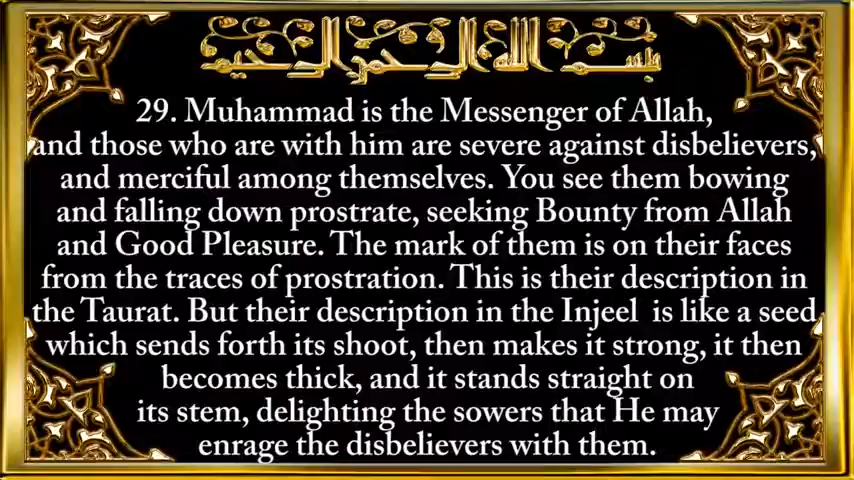 بسم الله الرحمن الرحيم
29. Muhammad is the Messenger of Allah,
and those who are with him are severe against disbelievers,
and merciful among themselves. You see them bowing
and falling down prostrate, seeking Bounty from Allah
and Good Pleasure. The mark of them is on their faces
from the traces of prostration. This is their description in
the Taurat. But their description in the Injeel is like a seed
which sends forth its shoot, then makes it strong, it then
becomes thick, and it stands straight on
its stem, delighting the sowers that He may
enrage the disbelievers with them.